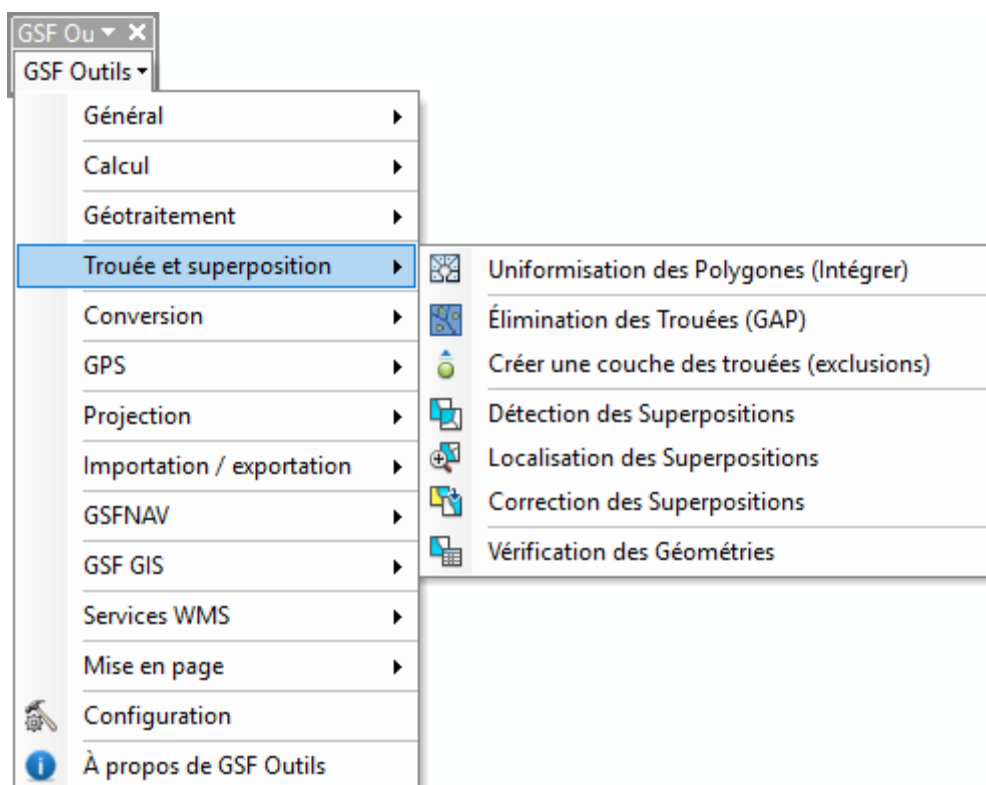 GSF Ou
GSF Outils
Général
Calcul
Géotraitement
Trouée et superposition
Conversion
GPS
Projection
Importation / exportation
GSFNAV
GSF GIS
Services WMS
Mise en page
Configuration
À propos de GSF Outils
Uniformisation des Polygones (Intégrer)
Élimination des Trouées (GAP)
Créer une couche des trouées (exclusions)
Détection des Superpositions
Localisation des Superpositions
Correction des Superpositions
Vérification des Géométries